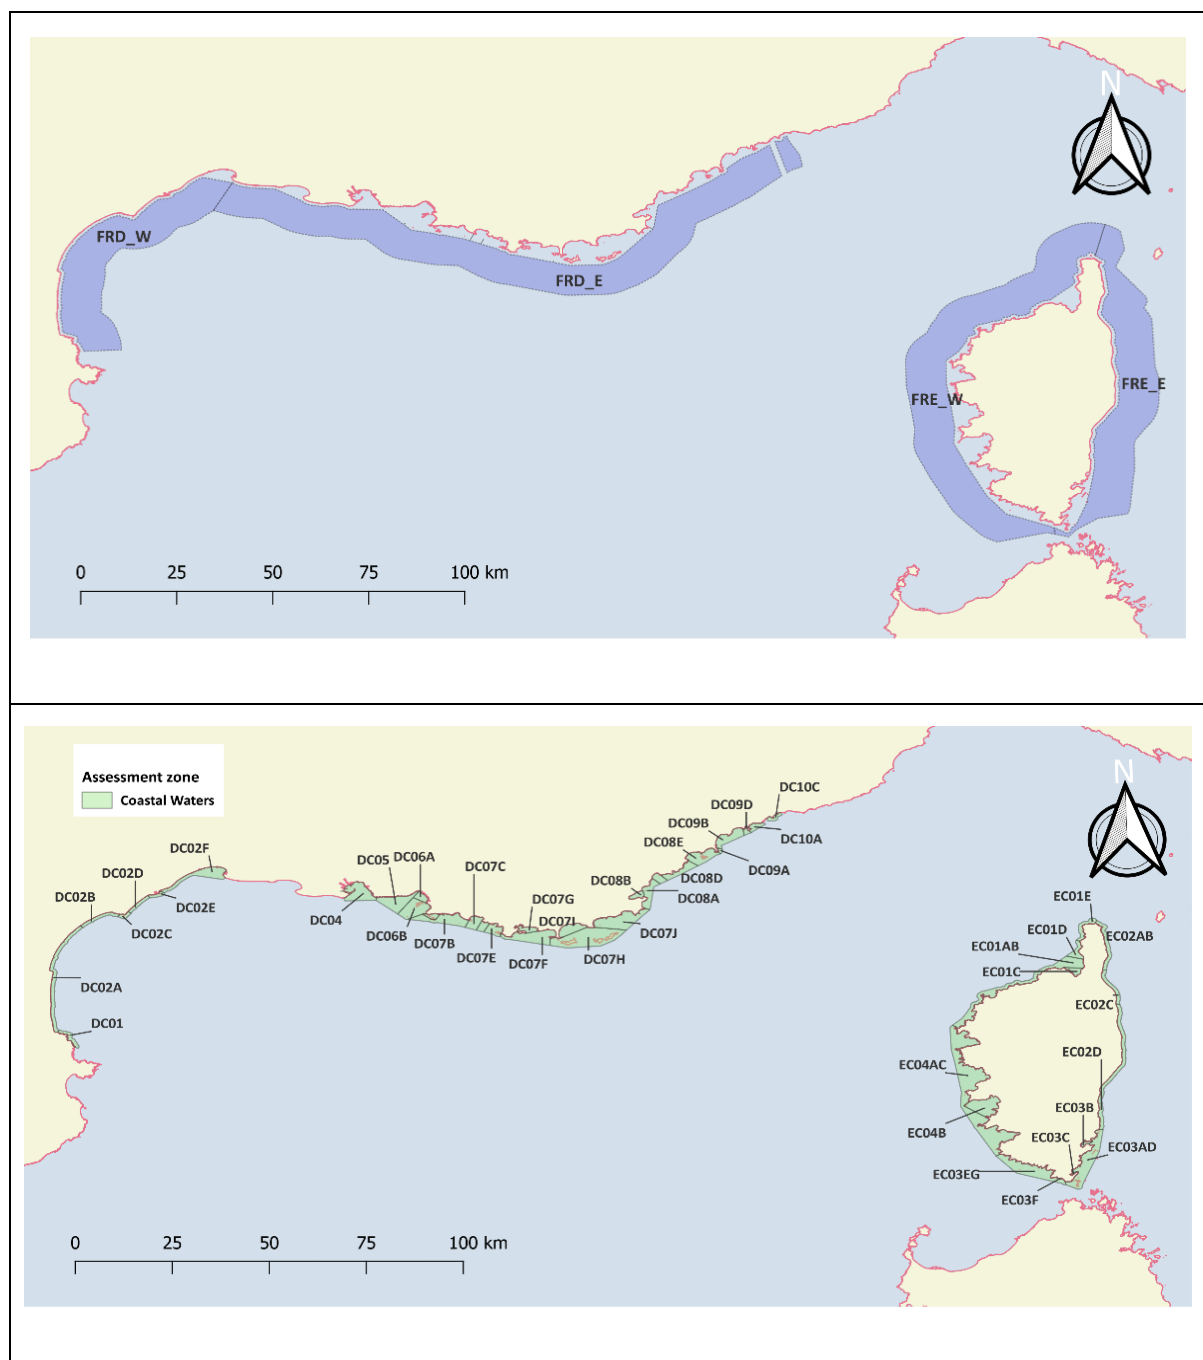 N
FRD_W
FRD_E
FRE_W
FRE_E
0 25 50 75 100 km
Assessment zone
Coastal Waters
N
DC10C
DC09D
DC09B
DC10A
DC08E
DC09A
DC08D
DC08B
DC08A
DC02F
DC06A
DC05
DC07C
DC02D
DC02B
DC02E
DC02C
DC04
DC06B
DC07G
DC07I
DC07B
DC07J
DC07E
DC07F
DC07H
DC02A
DC01
EC01E
EC01D
EC02AB
EC01AB
EC01C
EC02C
EC02D
EC04AC
EC03B
EC04B
EC03C
EC03AD
EC03EG
EC03F
0 25 50 75 100 km